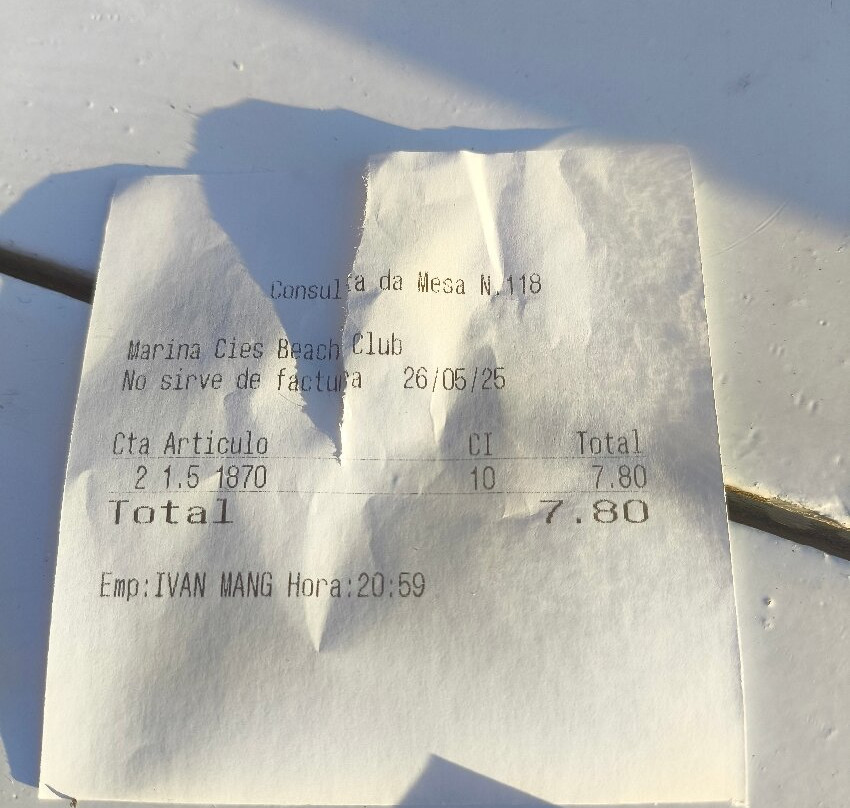 Consulta da Mesa N.118
Marina Cies Beach Club
No sirve de factura 26/05/25
Cta Articulo CI Total
2 1.5 1870 10 7.80
Total 7.80
Emp:IVAN MANG Hora:20:59